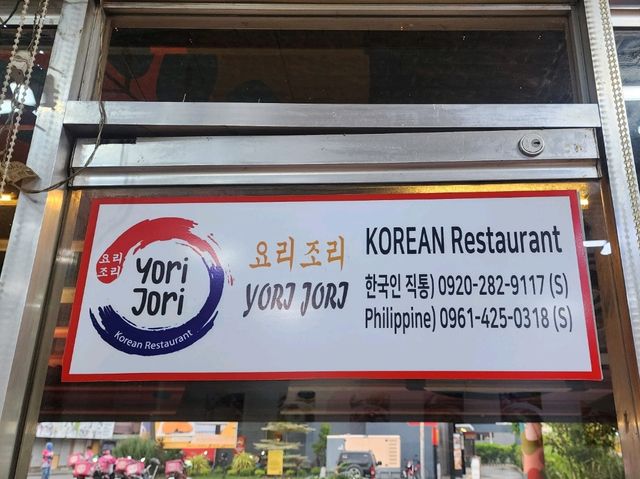 요리
조리
Yori
Jori
Korean Restaurant
요리조리
YORI JORI
KOREAN Restaurant
한국인 직통) 0920-282-9117 (S)
Philippine) 0961-425-0318 (S)